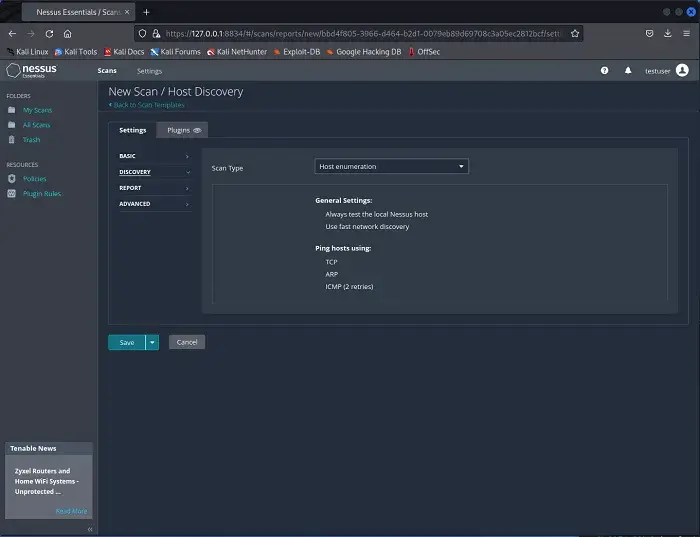 Nessus Essentials / Scans
https://127.0.0.1:8834/#/scans/reports/new/bbd4f805-3966-d464-b2d1-0079eb89d69708c3a05ec2812bcf/setti
Kali Linux Kali Tools Kali Docs Kali Forums Kali NetHunter Exploit-DB Google Hacking DB OffSec
nessus Essentials Scans Settings testuser
FOLDERS
My Scans
All Scans
Trash
RESOURCES
Policies
Plugin Rules
New Scan / Host Discovery
Back to Scan Templates
Settings Plugins
BASIC
DISCOVERY
REPORT
ADVANCED
Scan Type Host enumeration
General Settings:
Always test the local Nessus host
Use fast network discovery
Ping hosts using:
TCP
ARP
ICMP (2 retries)
Save Cancel
Tenable News
Zyxel Routers and
Home WiFi Systems -
Unprotected ...
Read More